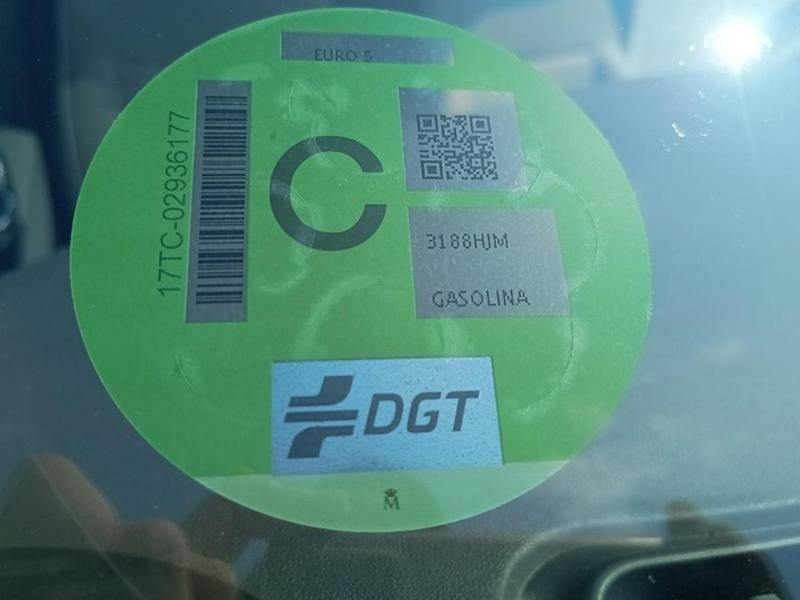 EURO 5
17TC-02936177
C
3188HJM
GASOLINA
DGT
M